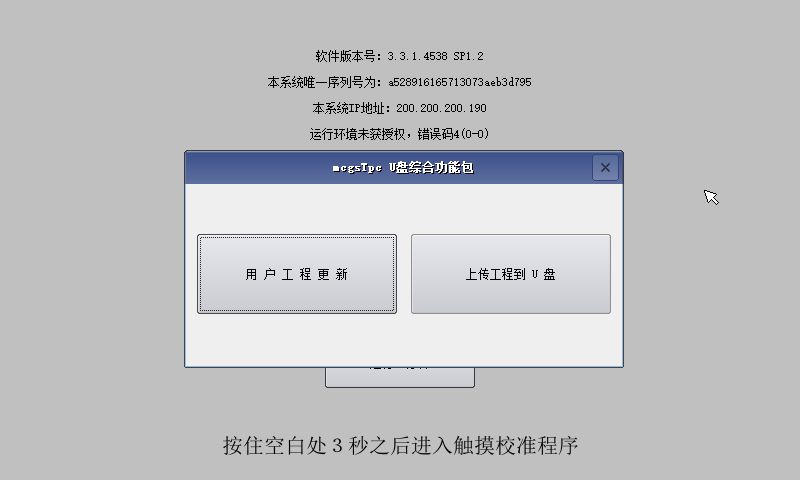 软件版本号：3.3.1.4538 SP1.2
本系统唯一序列号为：a528916165713073aeb3d795
本系统IP地址：200.200.200.190
运行环境未获授权，错误码4(0-0)
mcgsTpc U盘综合功能包
用 户 工 程 更 新
上传工程到 U 盘
按住空白处 3 秒之后进入触摸校准程序